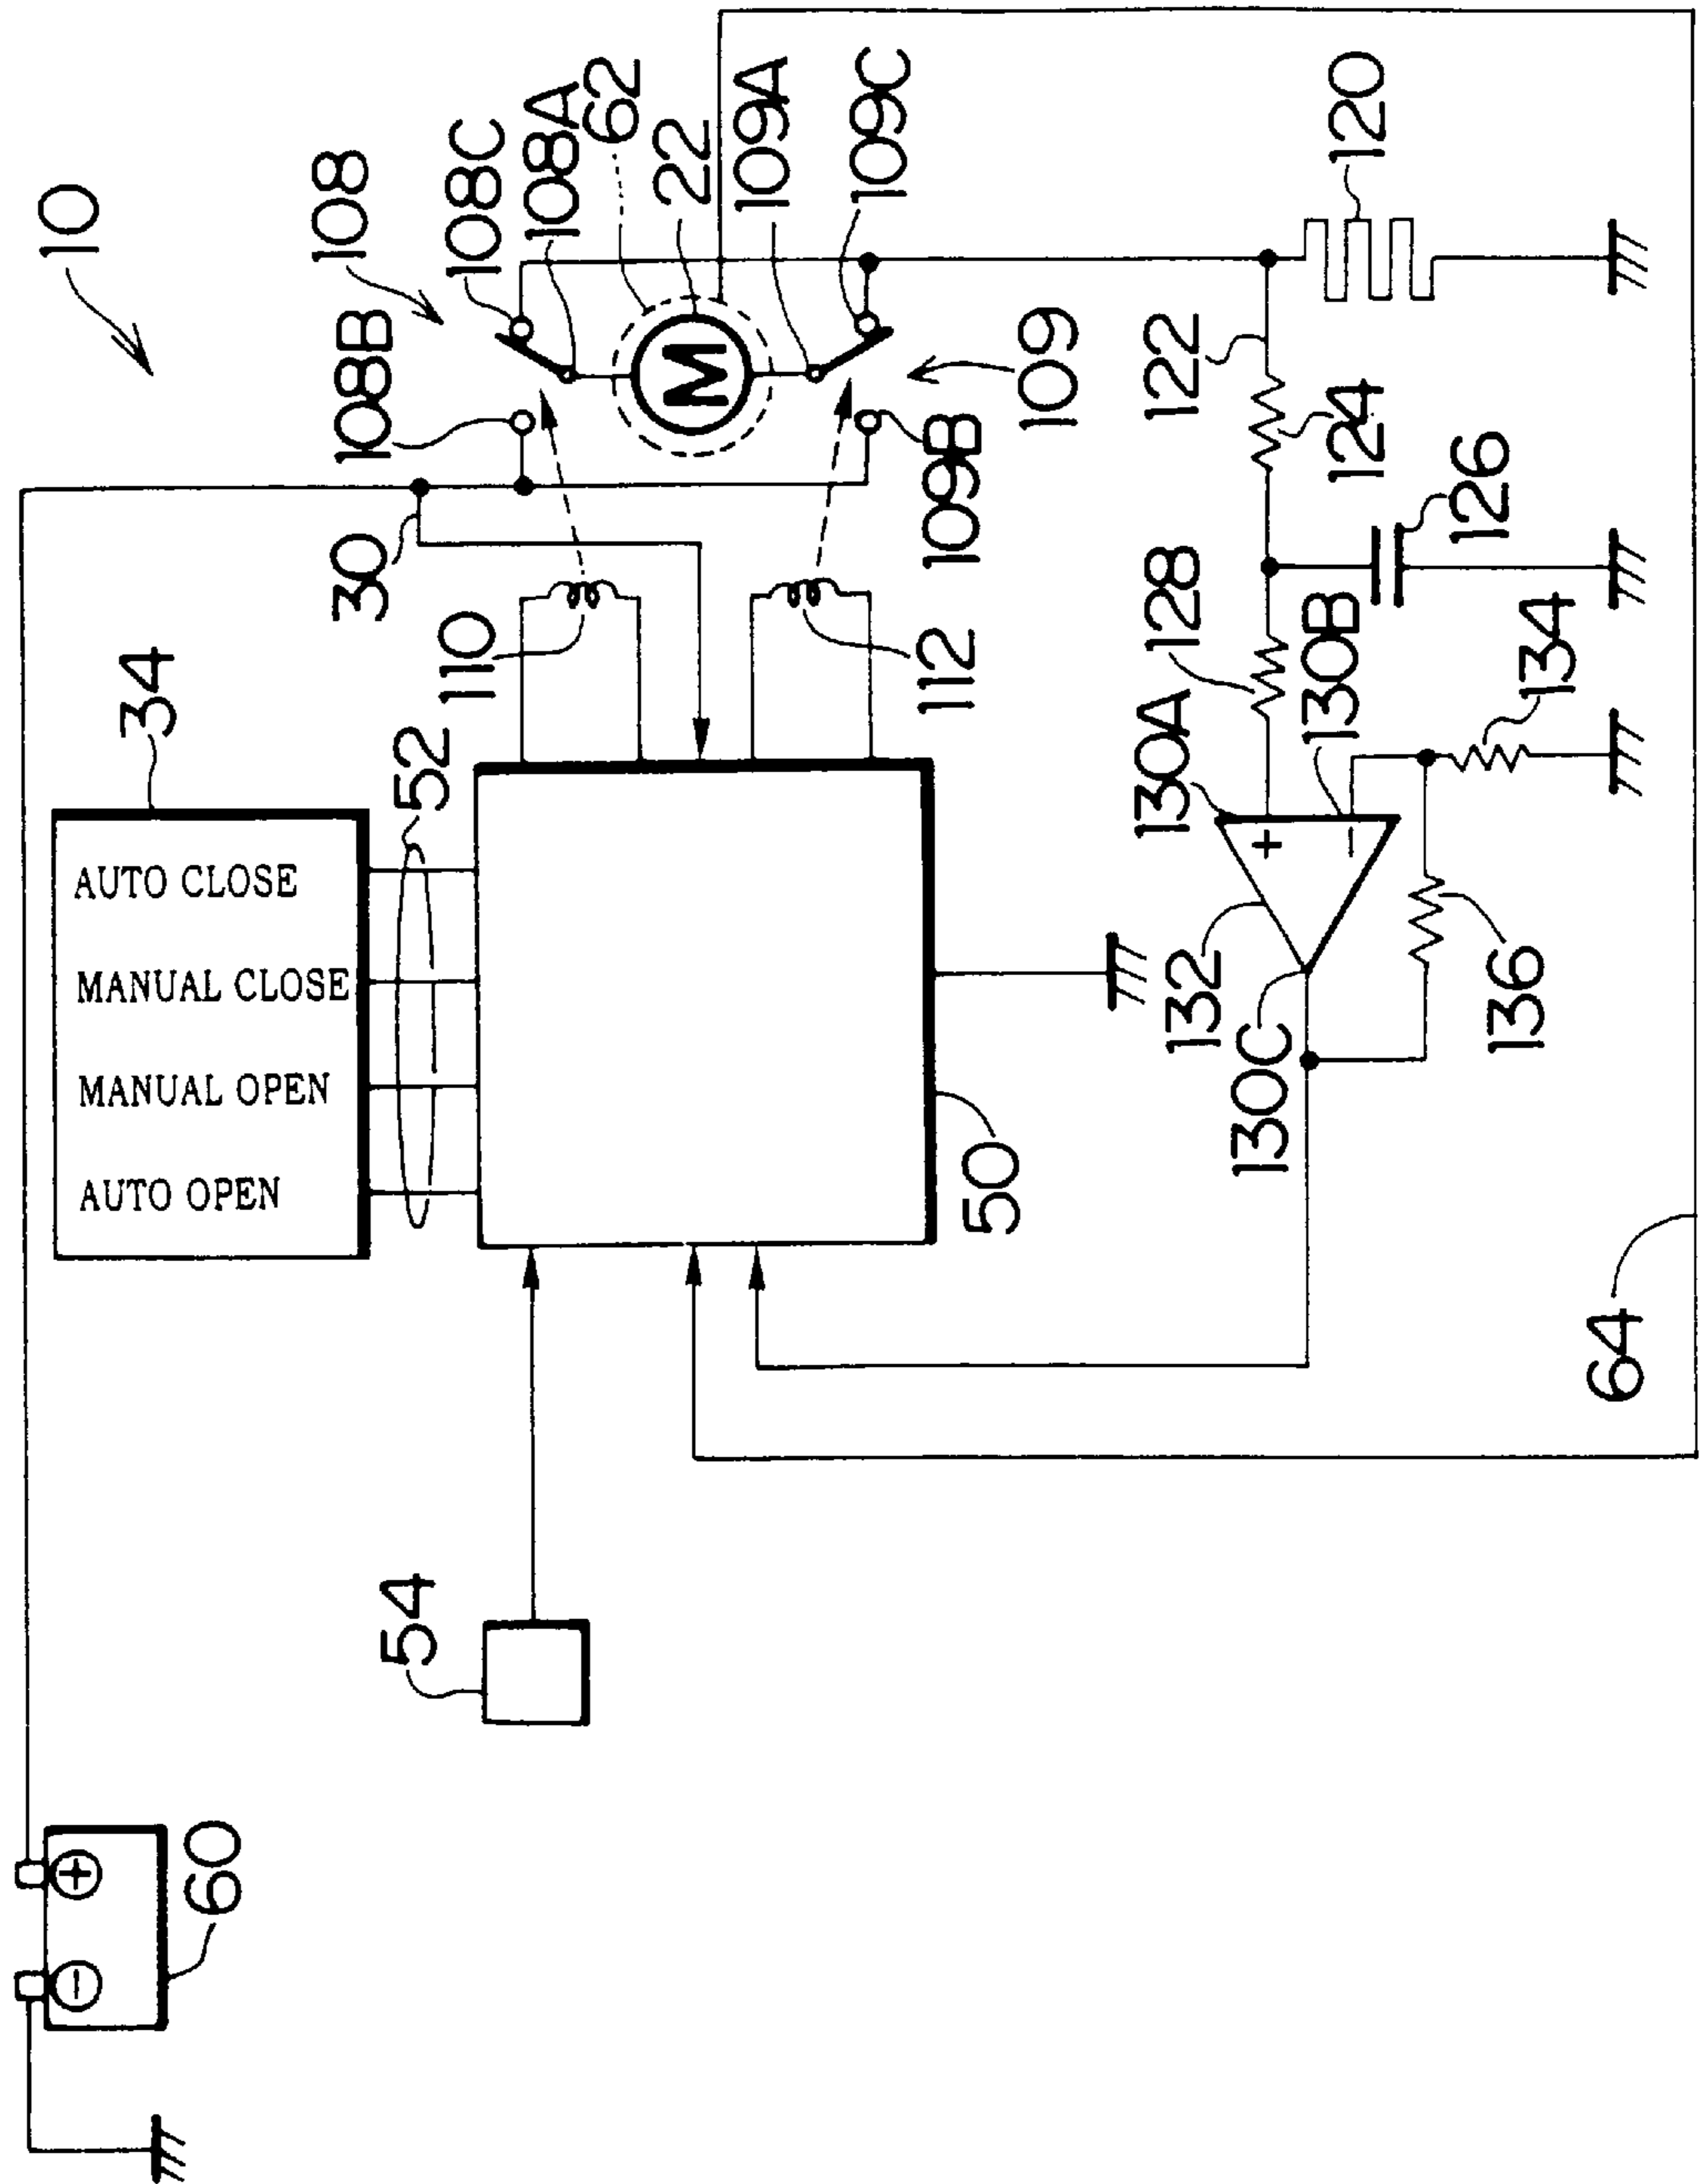 10
34
AUTO CLOSE
MANUAL CLOSE
MANUAL OPEN
AUTO OPEN
52
30
108
108B
108C
108A
62
22
109A
109C
109B
109
110
112
50
54
60
+
−
M
120
122
124
126
128
130A
130B
130C
132
+
−
134
136
64